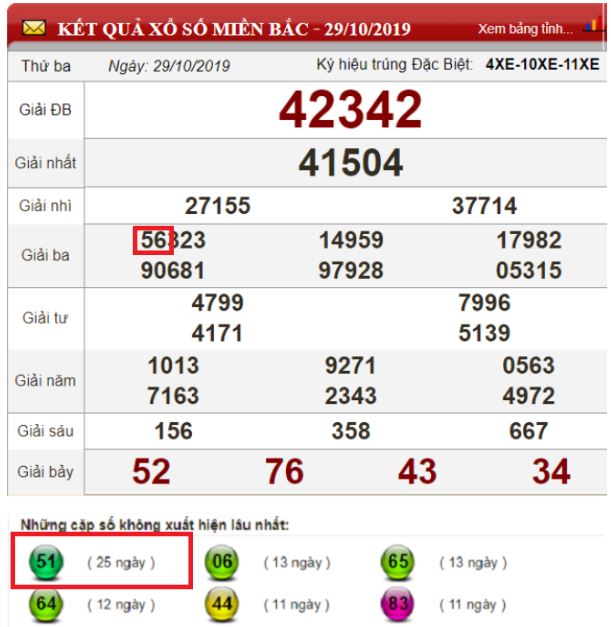 KẾT QUẢ XỔ SỐ MIỀN BẮC - 29/10/2019 Xem bảng tỉnh...
Thứ ba Ngày: 29/10/2019 Ký hiệu trúng Đặc Biệt: 4XE-10XE-11XE
Giải ĐB 42342
Giải nhất 41504
Giải nhì 27155 37714
Giải ba 56323 14959 17982
90681 97928 05315
Giải tư 4799 7996
4171 5139
Giải năm 1013 9271 0563
7163 2343 4972
Giải sáu 156 358 667
Giải bảy 52 76 43 34
Những cặp số không xuất hiện lâu nhất:
51 ( 25 ngày ) 06 ( 13 ngày ) 65 ( 13 ngày )
64 ( 12 ngày ) 44 ( 11 ngày ) 83 ( 11 ngày )